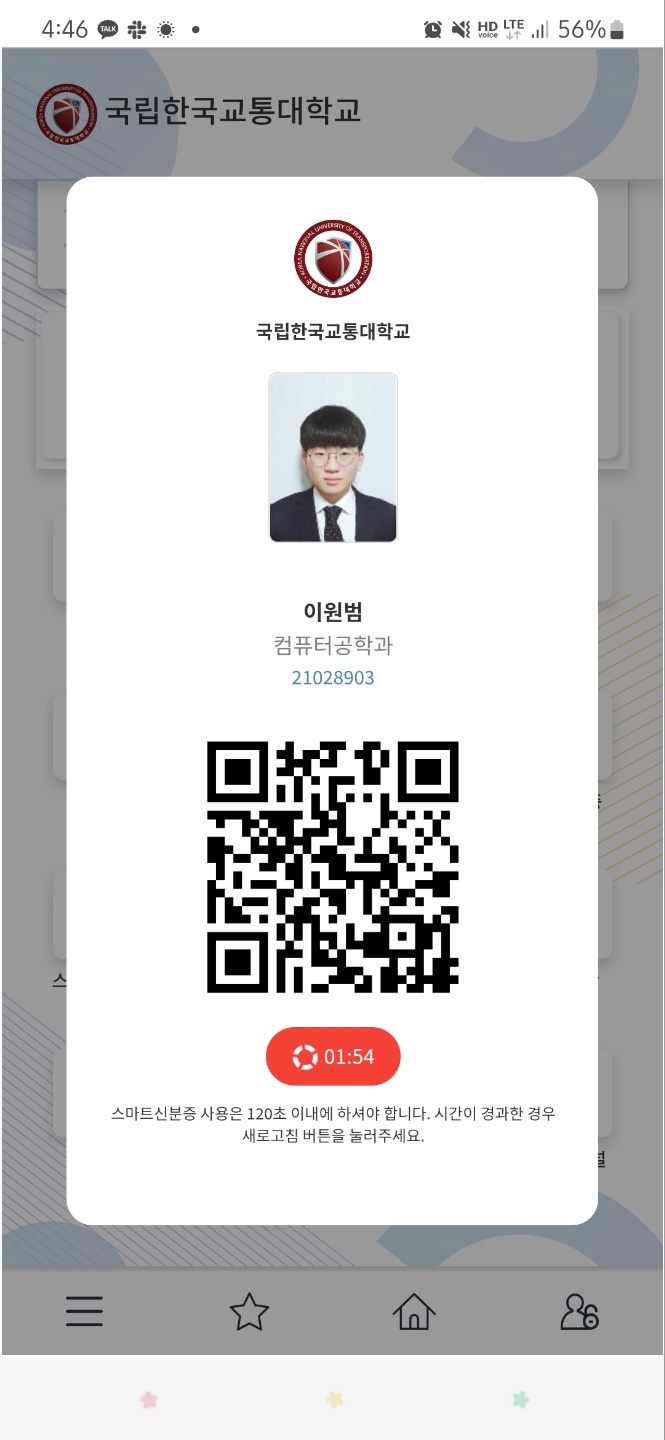 4:46 TALK HD voice LTE 56%
국립한국교통대학교
KOREA NATIONAL UNIVERSITY OF TRANSPORTATION
국립한국교통대학교
국립한국교통대학교
이원범
컴퓨터공학과
21028903
스
01:54
스마트신분증 사용은 120초 이내에 하셔야 합니다. 시간이 경과한 경우
새로고침 버튼을 눌러주세요.